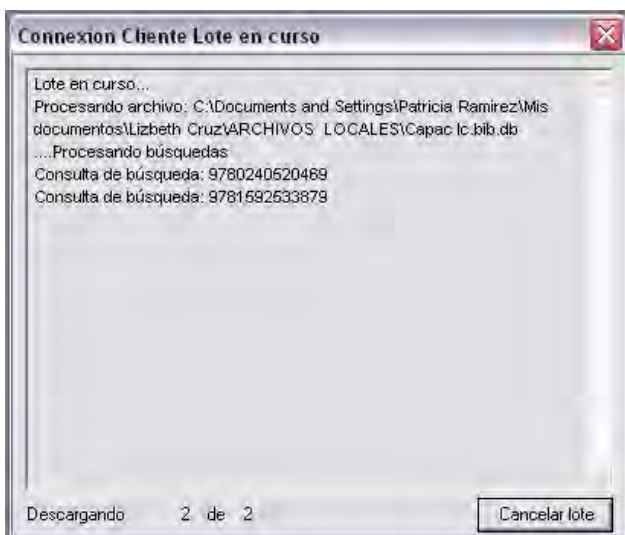 Connexion Cliente Lote en curso
Lote en curso...
Procesando archivo: C:\Documents and Settings\Patricia Ramirez\Mis
documentos\Lizbeth Cruz\ARCHIVOS LOCALES\Capac lc.bib.db
....Procesando búsquedas
Consulta de búsqueda: 9780240520469
Consulta de búsqueda: 9781592533879
Descargando 2 de 2
Cancelar lote